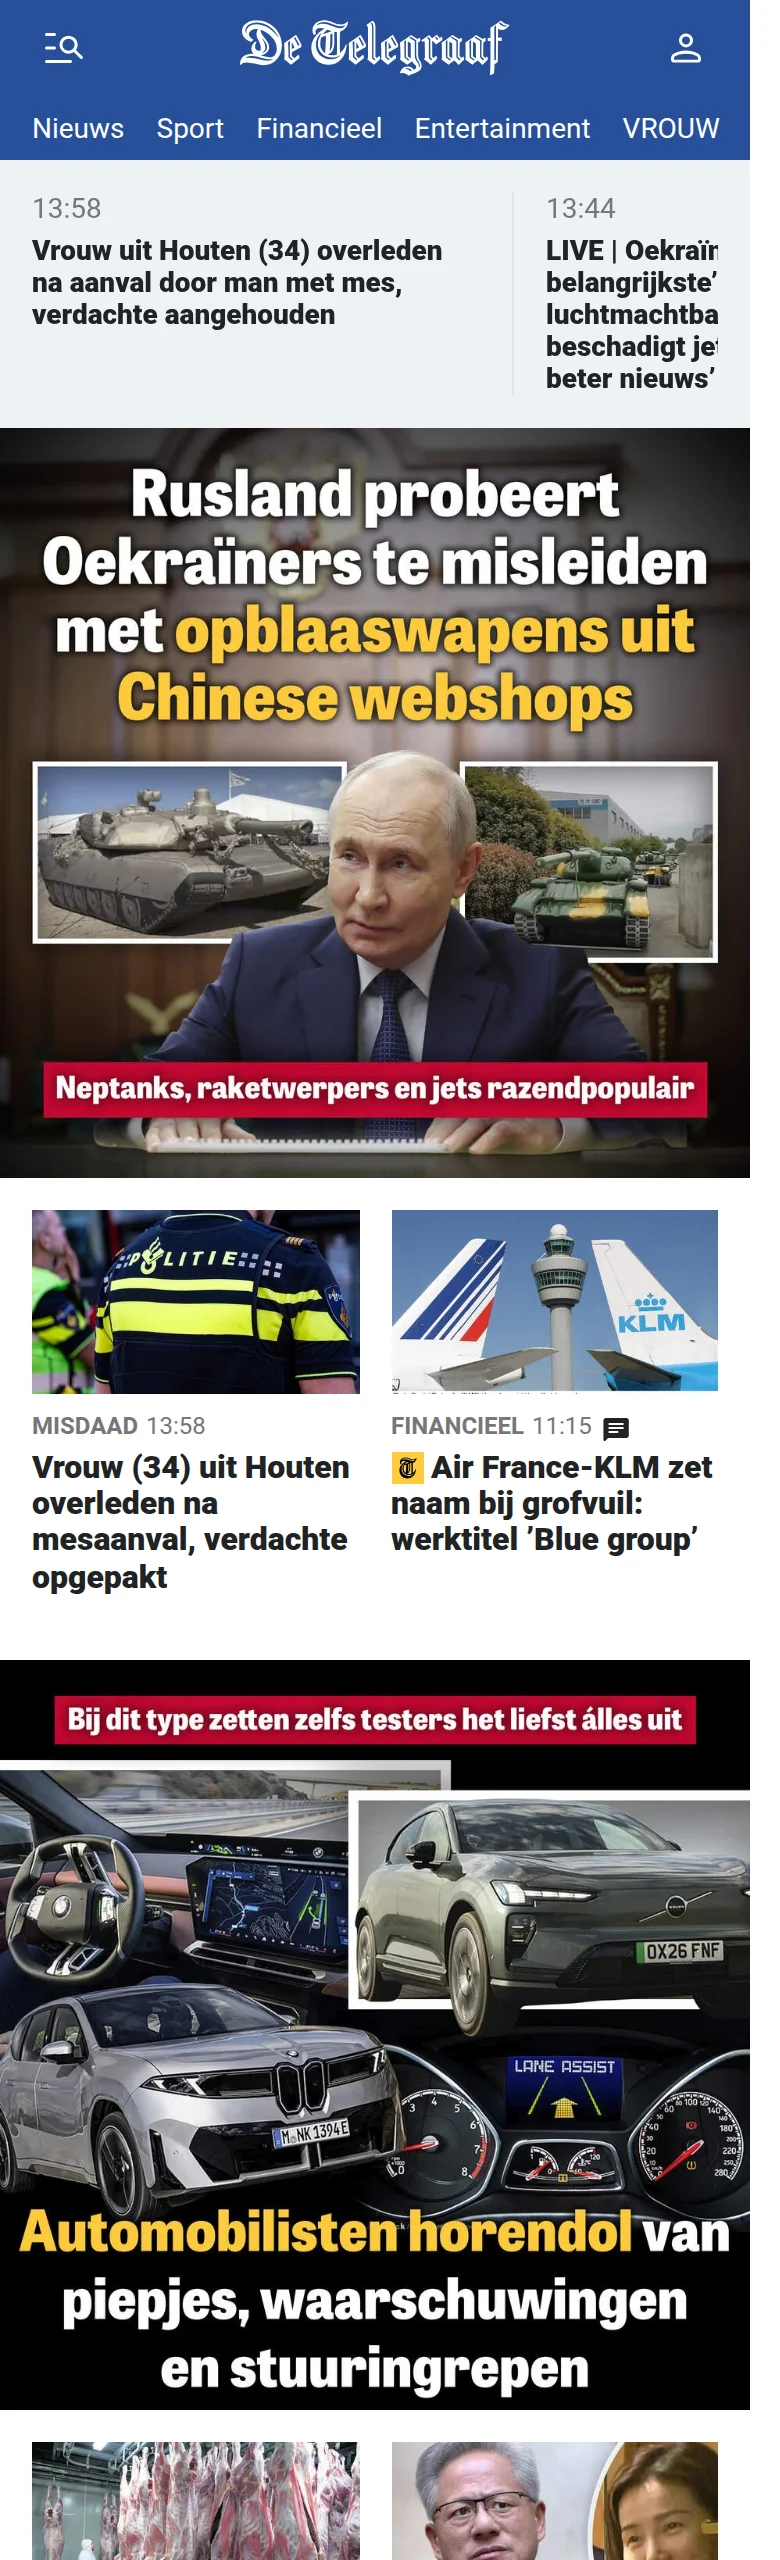 De Telegraaf
Nieuws Sport Financieel Entertainment VROUW
13:58
Vrouw uit Houten (34) overleden
na aanval door man met mes,
verdachte aangehouden
13:44
LIVE | Oekraïn
belangrijkste’
luchtmachtba
beschadigt jet
beter nieuws’
Rusland probeert
Oekraïners te misleiden
met opblaaswapens uit
Chinese webshops
Neptanks, raketwerpers en jets razendpopulair
POLITIE
KLM
MISDAAD 13:58
Vrouw (34) uit Houten
overleden na
mesaanval, verdachte
opgepakt
FINANCIEEL 11:15
Air France-KLM zet
naam bij grofvuil:
werktitel ’Blue group’
Bij dit type zetten zelfs testers het liefst álles uit
VOLVO
OX26 FNF
LANE ASSIST
M NK 1394E
Automobilisten horendol van
piepjes, waarschuwingen
en stuuringrepen